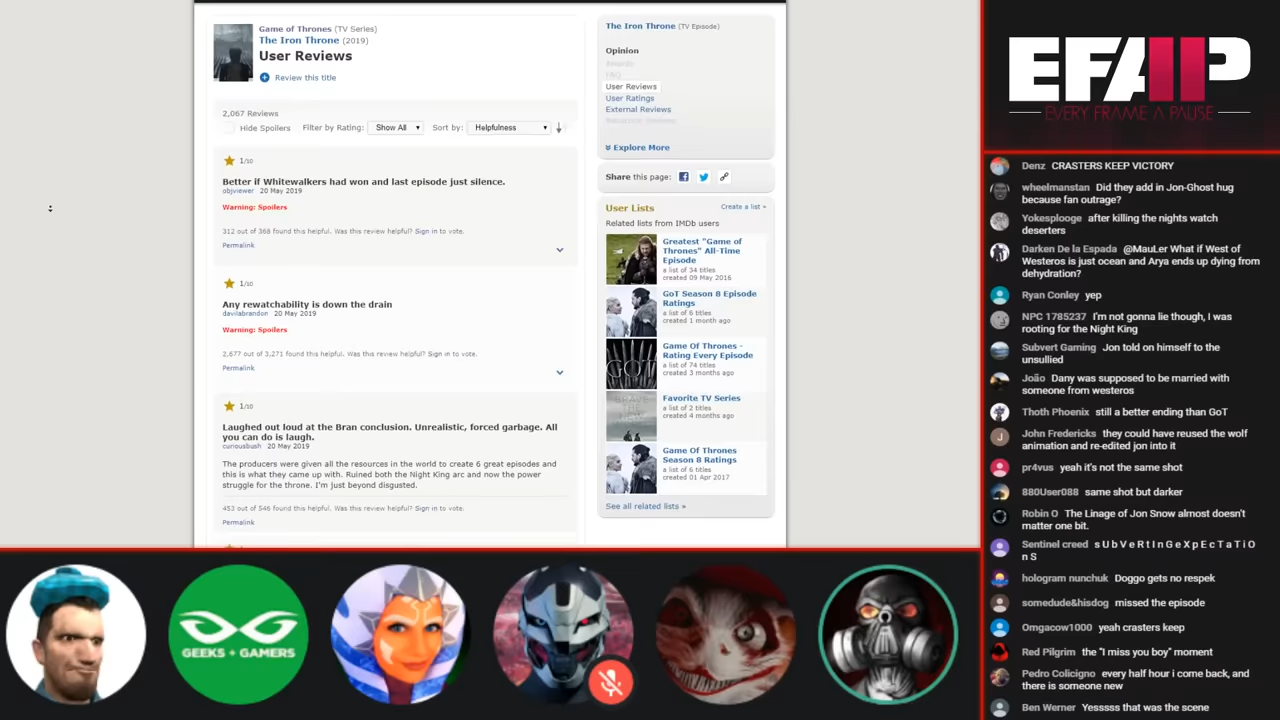 Game of Thrones (TV Series)
The Iron Throne (2019)
User Reviews
Review this title
2,067 Reviews
Hide Spoilers Filter by Rating: Show All Sort by: Helpfulness
1/10
Better if Whitewalkers had won and last episode just silence.
objviewer 20 May 2019
Warning: Spoilers
312 out of 368 found this helpful. Was this review helpful? Sign in to vote.
Permalink
1/10
Any rewatchability is down the drain
davilabrandon 20 May 2019
Warning: Spoilers
2,677 out of 3,271 found this helpful. Was this review helpful? Sign in to vote.
Permalink
1/10
Laughed out loud at the Bran conclusion. Unrealistic, forced garbage. All
you can do is laugh.
curiousbush 20 May 2019
The producers were given all the resources in the world to create 6 great episodes and
this is what they came up with. Ruined both the Night King arc and now the power
struggle for the throne. I'm just beyond disgusted.
453 out of 546 found this helpful. Was this review helpful? Sign in to vote.
Permalink
The Iron Throne (TV Episode)
Opinion
Awards
FAQ
User Reviews
User Ratings
External Reviews
Explore More
Share this page:
User Lists
Create a list »
Related lists from IMDb users
Greatest "Game of
Thrones" All-Time
Episode
a list of 34 titles
created 09 May 2016
GoT Season 8 Episode
Ratings
a list of 6 titles
created 1 month ago
Game Of Thrones -
Rating Every Episode
a list of 74 titles
created 3 months ago
Favorite TV Series
a list of 2 titles
created 4 months ago
Game Of Thrones
Season 8 Ratings
a list of 6 titles
created 01 Apr 2017
See all related lists »
GEEKS + GAMERS
EFAP
EVERY FRAME A PAUSE
Denz CRASTERS KEEP VICTORY
wheelmanstan Did they add in Jon-Ghost hug
because fan outrage?
Yokesplooge after killing the nights watch
deserters
Darken De la Espada @MauLer What if West of
Westeros is just ocean and Arya ends up dying from
dehydration?
Ryan Conley yep
NPC 1785237 I'm not gonna lie though, I was
rooting for the Night King
Subvert Gaming Jon told on himself to the
unsullied
João Dany was supposed to be married with
someone from westeros
Thoth Phoenix still a better ending than GoT
John Fredericks they could have reused the wolf
animation and re-edited jon into it
pr4vus yeah it's not the same shot
880User088 same shot but darker
Robin O The Linage of Jon Snow almost doesn't
matter one bit.
Sentinel creed s U b V e R t I n G e X p E c T a T i O
n S
hologram nunchuk Doggo gets no respek
somedude&hisdog missed the episode
Omgacow1000 yeah crasters keep
Red Pilgrim the "I miss you boy" moment
Pedro Colicigno every half hour i come back, and
there is someone new
Ben Werner Yesssss that was the scene